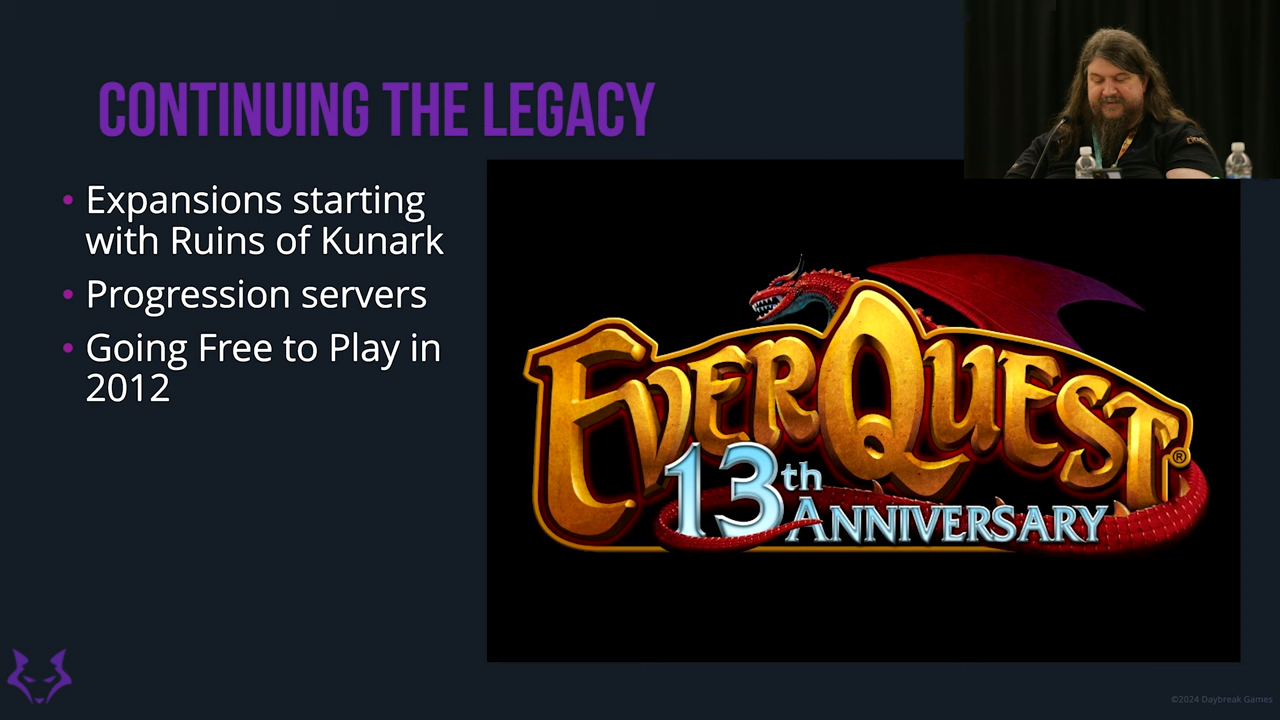 CONTINUING THE LEGACY
• Expansions starting
with Ruins of Kunark
• Progression servers
• Going Free to Play in
2012
EVERQUEST®
13th
ANNIVERSARY
©2024 Daybreak Games